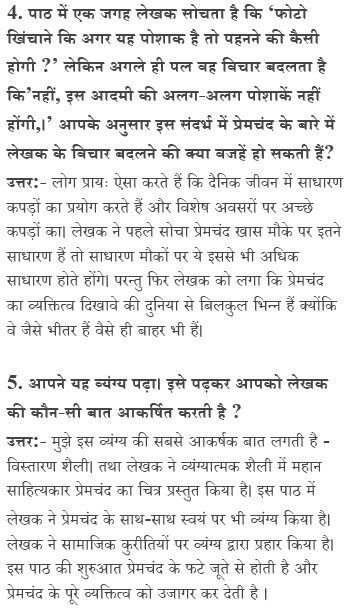 4. पाठ में एक जगह लेखक सोचता है कि ‘फोटो
खिंचाने कि अगर यह पोशाक है तो पहनने की कैसी
होगी ?’ लेकिन अगले ही पल वह विचार बदलता है
कि’नहीं, इस आदमी की अलग-अलग पोशाकें नहीं
होंगी,।’ आपके अनुसार इस संदर्भ में प्रेमचंद के बारे में
लेखक के विचार बदलने की क्या वजहें हो सकती हैं?
उत्तर:- लोग प्रायः ऐसा करते हैं कि दैनिक जीवन में साधारण
कपड़ों का प्रयोग करते हैं और विशेष अवसरों पर अच्छे
कपड़ों का। लेखक ने पहले सोचा प्रेमचंद खास मौके पर इतने
साधारण हैं तो साधारण मौकों पर ये इससे भी अधिक
साधारण होते होंगे। परन्तु फिर लेखक को लगा कि प्रेमचंद
का व्यक्तित्व दिखावे की दुनिया से बिलकुल भिन्न हैं क्योंकि
वे जैसे भीतर हैं वैसे ही बाहर भी हैं।
5. आपने यह व्यंग्य पढ़ा। इसे पढ़कर आपको लेखक
की कौन-सी बात आकर्षित करती है ?
उत्तर:- मुझे इस व्यंग्य की सबसे आकर्षक बात लगती है -
विस्तारण शैली। तथा लेखक ने व्यंग्यात्मक शैली में महान
साहित्यकार प्रेमचंद का चित्र प्रस्तुत किया है। इस पाठ में
लेखक ने प्रेमचंद के साथ-साथ स्वयं पर भी व्यंग्य किया है।
लेखक ने सामाजिक कुरीतियों पर व्यंग्य द्वारा प्रहार किया है।
इस पाठ की शुरुआत प्रेमचंद के फटे जूते से होती है और
प्रेमचंद के पूरे व्यक्तित्व को उजागर कर देती है ।